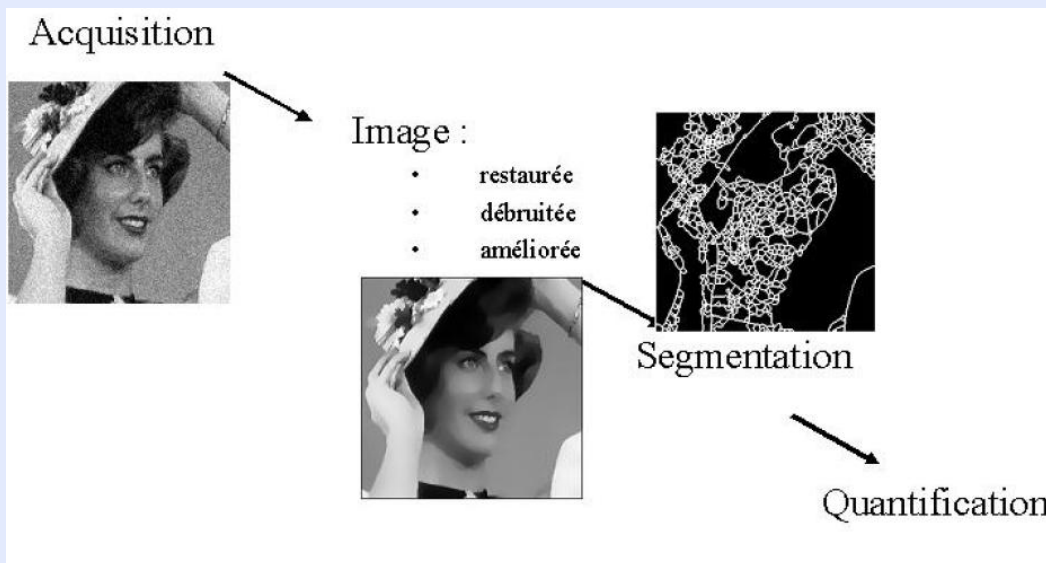 Acquisition
Image :
• restaurée
• débruitée
• améliorée
Segmentation
Quantification